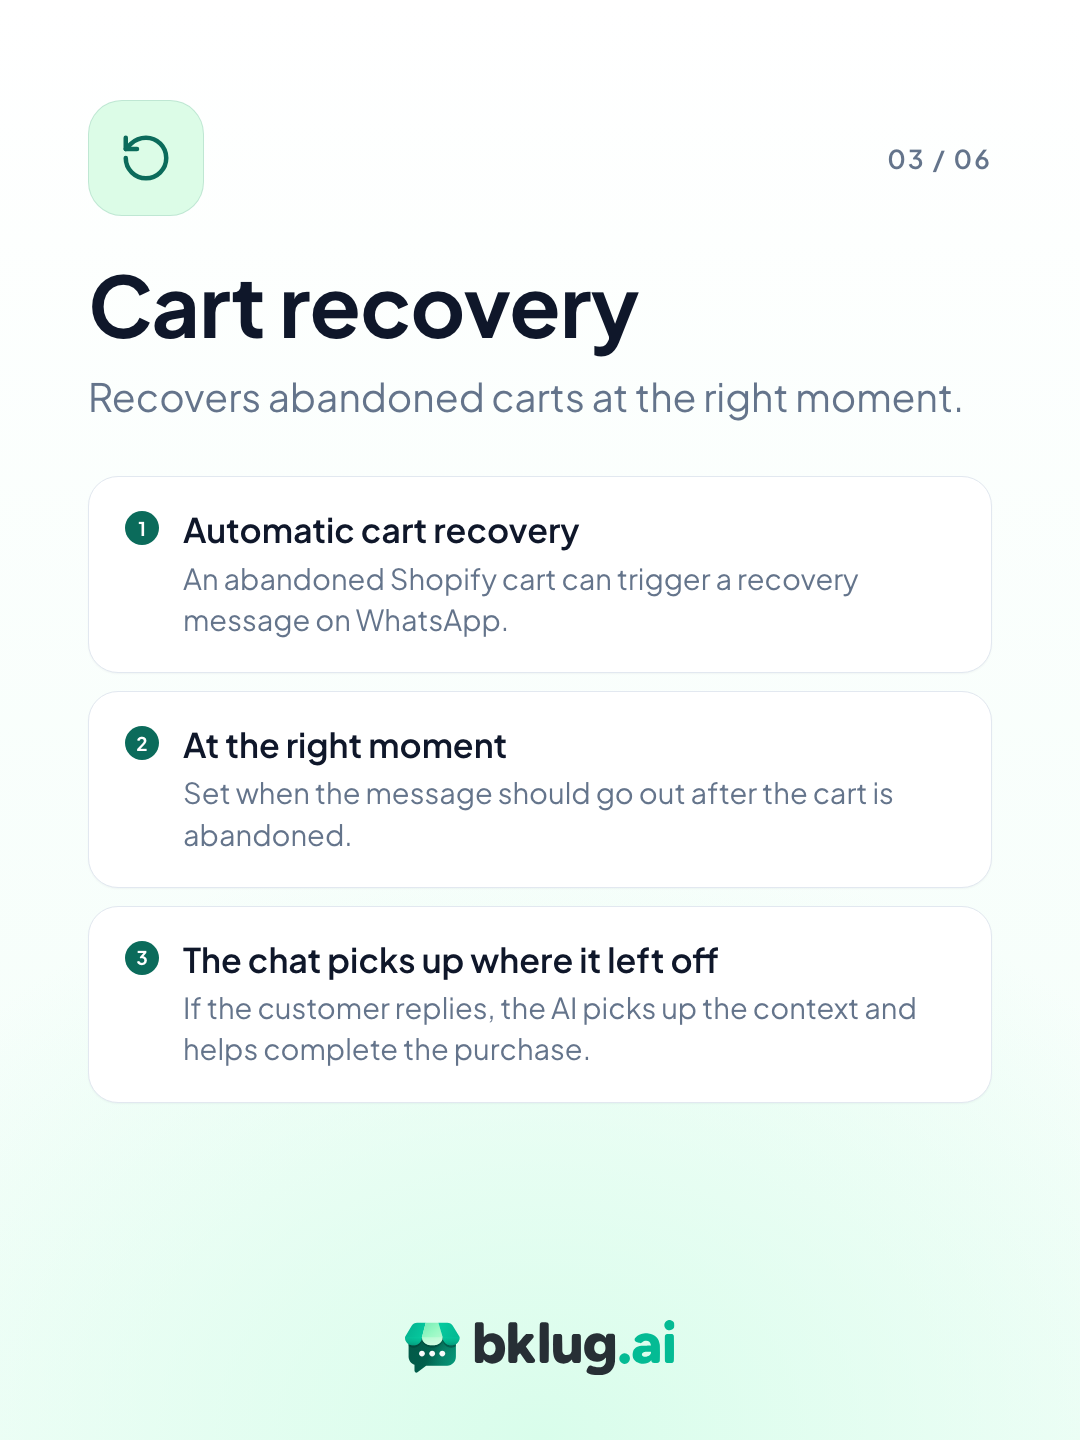 03 / 06
Cart recovery
Recovers abandoned carts at the right moment.
1 Automatic cart recovery
An abandoned Shopify cart can trigger a recovery
message on WhatsApp.
2 At the right moment
Set when the message should go out after the cart is
abandoned.
3 The chat picks up where it left off
If the customer replies, the AI picks up the context and
helps complete the purchase.
bklug.ai